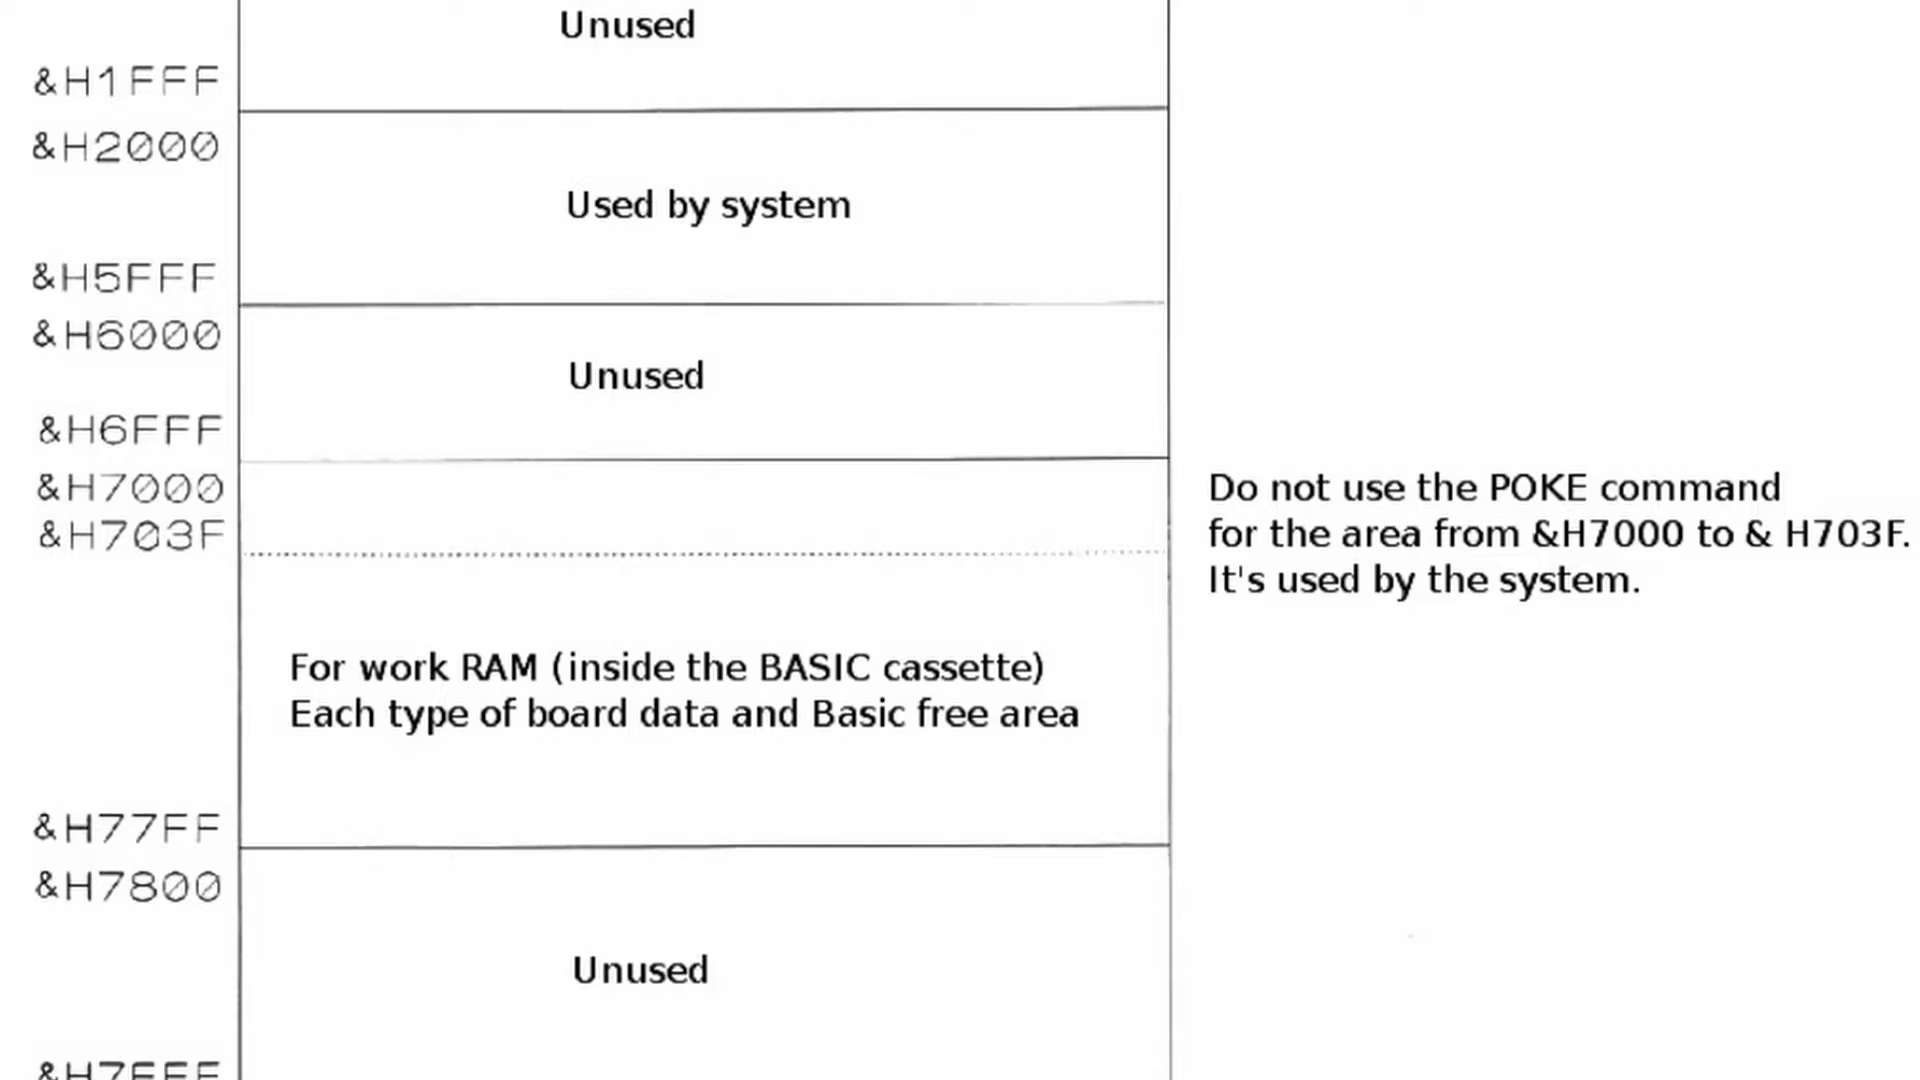 Unused
&H1FFF
&H2000
Used by system
&H5FFF
&H6000
Unused
&H6FFF
&H7000
&H703F
Do not use the POKE command
for the area from &H7000 to & H703F.
It's used by the system.
For work RAM (inside the BASIC cassette)
Each type of board data and Basic free area
&H77FF
&H7800
Unused
&H7FFF